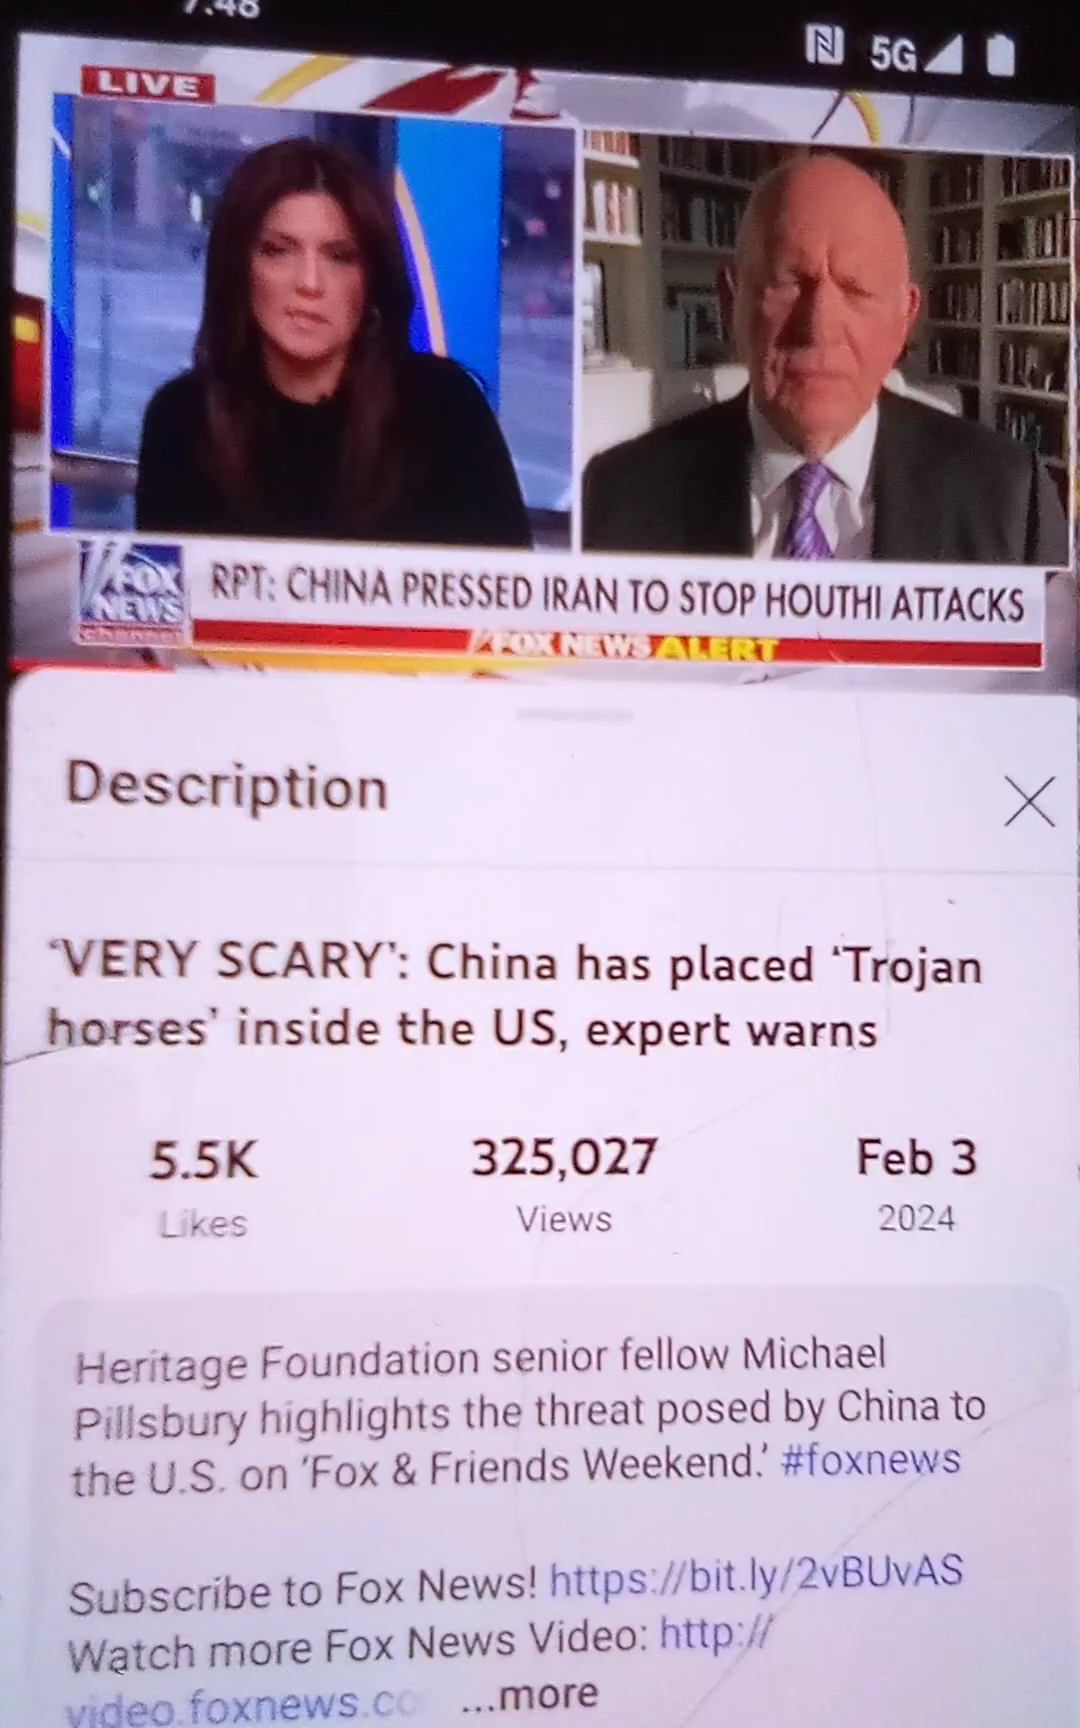 7:48
5G
LIVE
FOX
NEWS
channel
RPT: CHINA PRESSED IRAN TO STOP HOUTHI ATTACKS
FOX NEWS ALERT
Description
'VERY SCARY': China has placed 'Trojan
horses' inside the US, expert warns
5.5K
Likes
325,027
Views
Feb 3
2024
Heritage Foundation senior fellow Michael
Pillsbury highlights the threat posed by China to
the U.S. on 'Fox & Friends Weekend.' #foxnews
Subscribe to Fox News! https://bit.ly/2vBUvAS
Watch more Fox News Video: http://
video.foxnews.co ...more